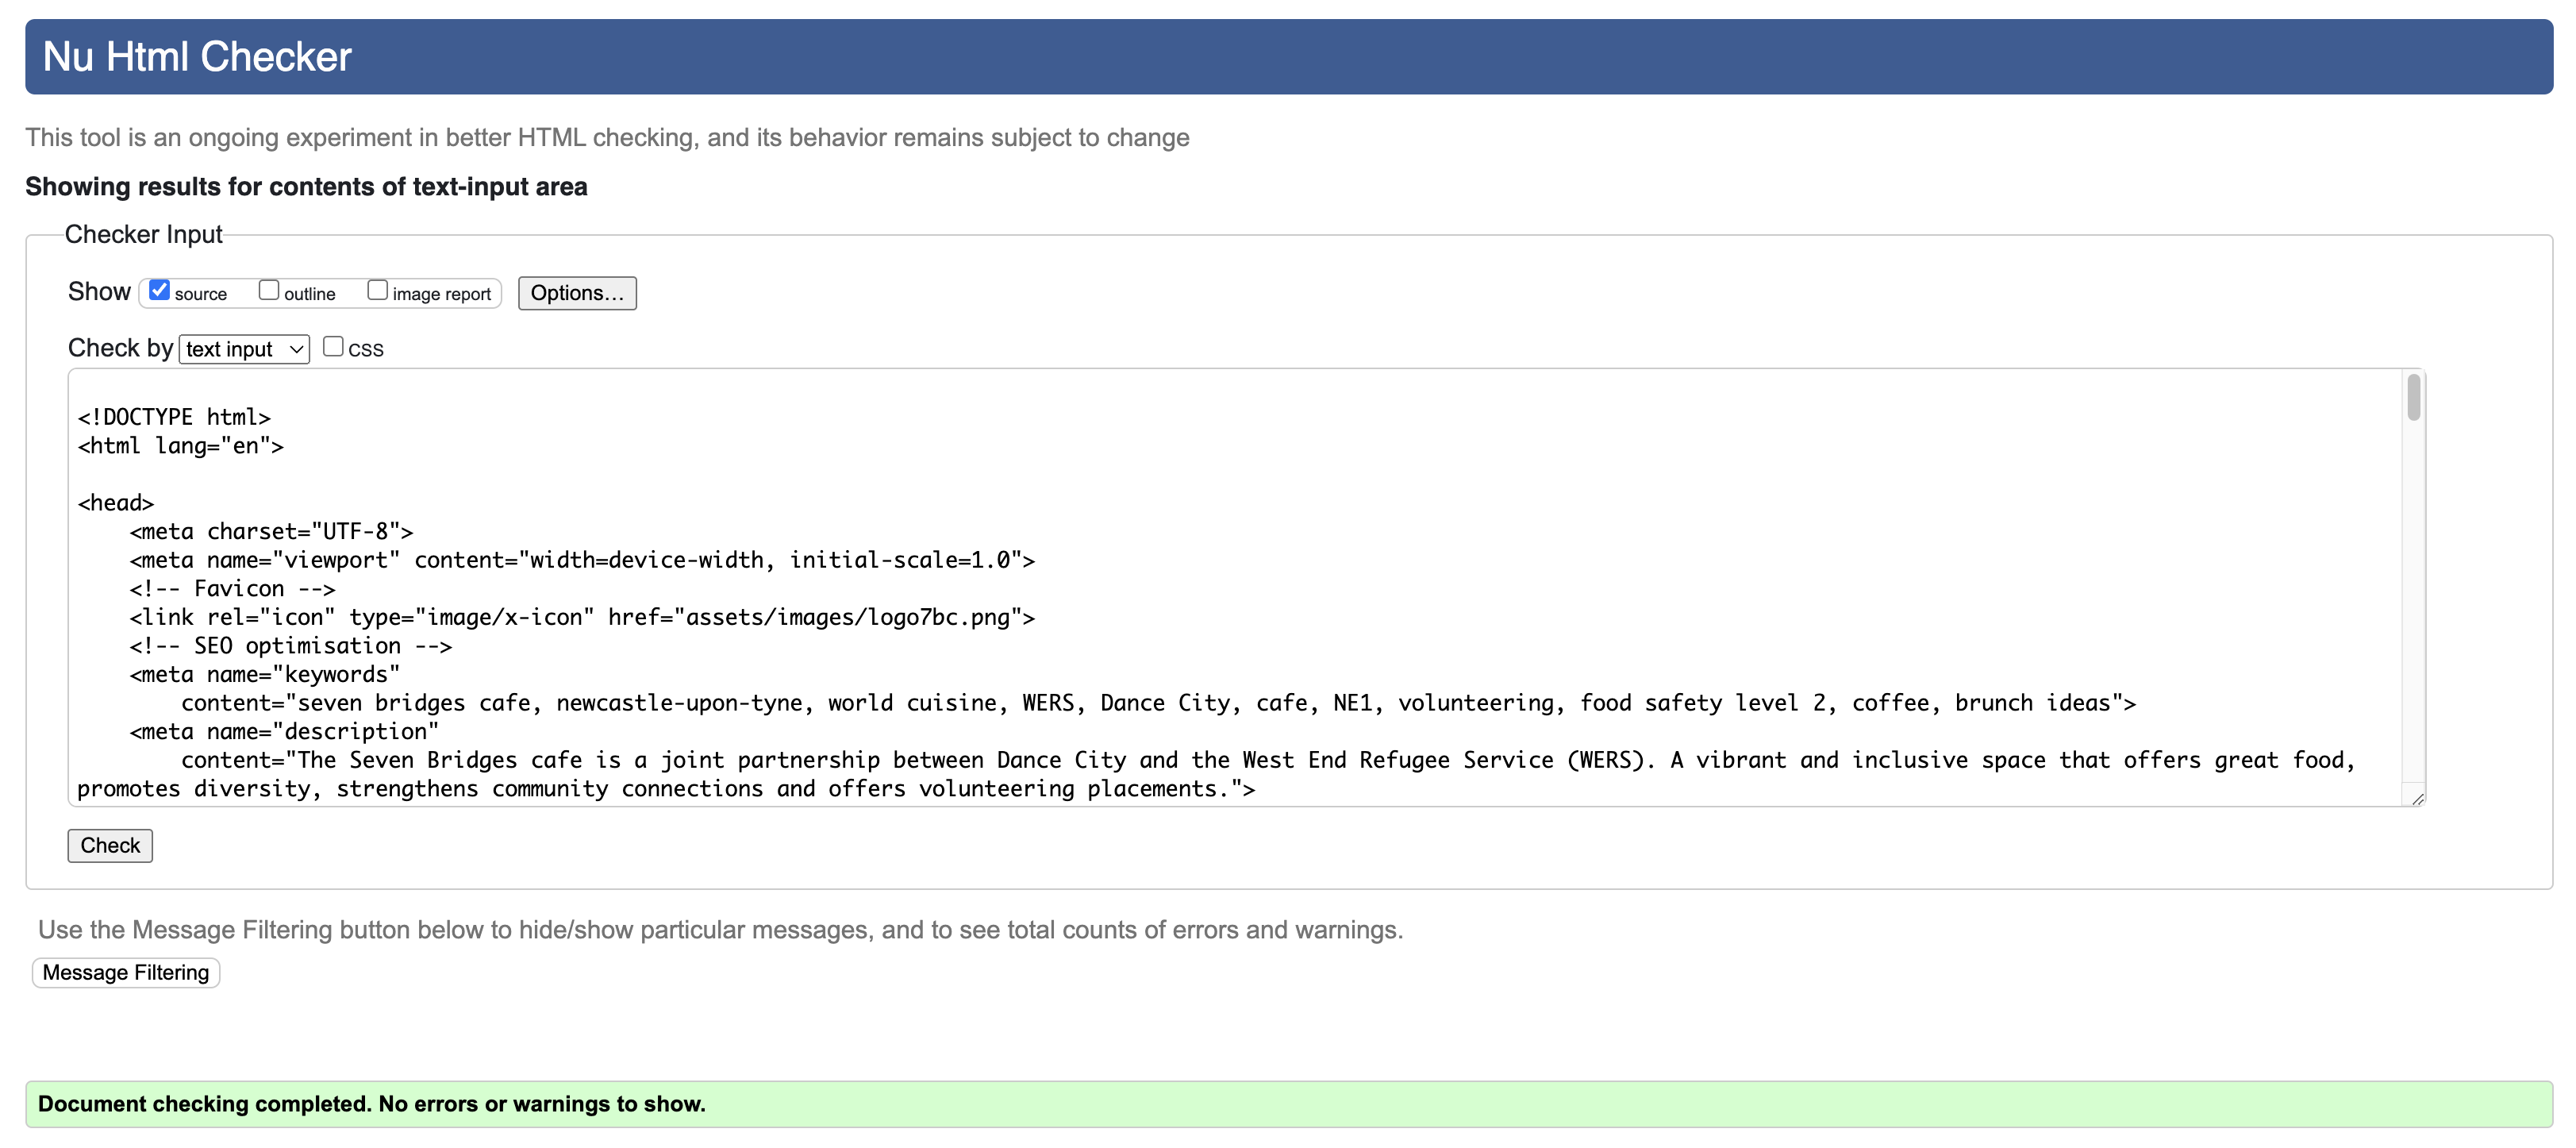 Nu Html Checker
This tool is an ongoing experiment in better HTML checking, and its behavior remains subject to change
Showing results for contents of text-input area
Checker Input
Show source outline image report Options...
Check by text input CSS
<!DOCTYPE html>
<html lang="en">
<head>
    <meta charset="UTF-8">
    <meta name="viewport" content="width=device-width, initial-scale=1.0">
    <!-- Favicon -->
    <link rel="icon" type="image/x-icon" href="assets/images/logo7bc.png">
    <!-- SEO optimisation -->
    <meta name="keywords"
        content="seven bridges cafe, newcastle-upon-tyne, world cuisine, WERS, Dance City, cafe, NE1, volunteering, food safety level 2, coffee, brunch ideas">
    <meta name="description"
        content="The Seven Bridges cafe is a joint partnership between Dance City and the West End Refugee Service (WERS). A vibrant and inclusive space that offers great food,
promotes diversity, strengthens community connections and offers volunteering placements.">
Check
Use the Message Filtering button below to hide/show particular messages, and to see total counts of errors and warnings.
Message Filtering
Document checking completed. No errors or warnings to show.